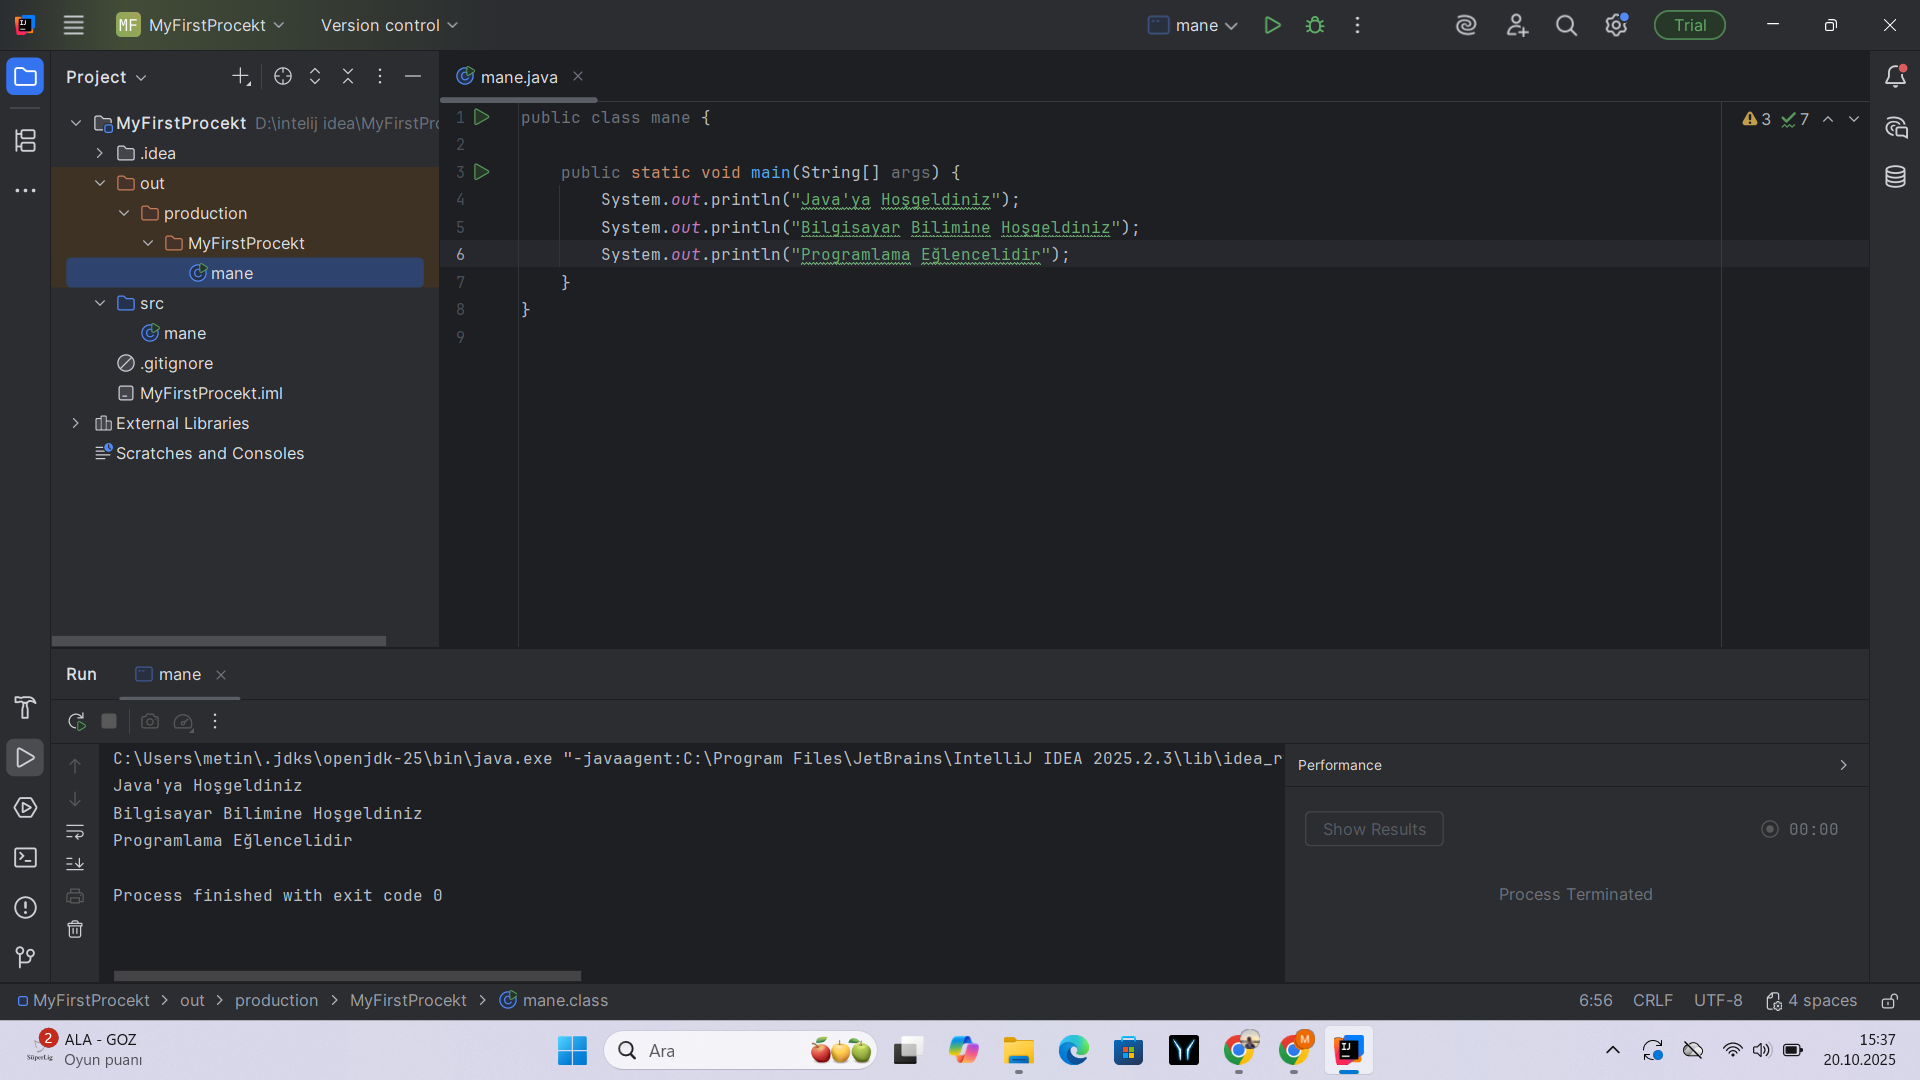 MF MyFirstProcekt Version control mane Trial
Project
mane.java
MyFirstProcekt D:\intelij idea\MyFirstPr
.idea
out
production
MyFirstProcekt
mane
src
mane
.gitignore
MyFirstProcekt.iml
External Libraries
Scratches and Consoles
1 public class mane {
2
3 public static void main(String[] args) {
4 System.out.println("Java'ya Hoşgeldiniz");
5 System.out.println("Bilgisayar Bilimine Hoşgeldiniz");
6 System.out.println("Programlama Eğlencelidir");
7 }
8 }
9
3 7
Run mane
C:\Users\metin\.jdks\openjdk-25\bin\java.exe "-javaagent:C:\Program Files\JetBrains\IntelliJ IDEA 2025.2.3\lib\idea_r
Java'ya Hoşgeldiniz
Bilgisayar Bilimine Hoşgeldiniz
Programlama Eğlencelidir
Process finished with exit code 0
Performance
Show Results 00:00
Process Terminated
MyFirstProcekt out production MyFirstProcekt mane.class
6:56 CRLF UTF-8 4 spaces
2
SüperLig
ALA - GOZ
Oyun puanı
Ara
M
15:37
20.10.2025